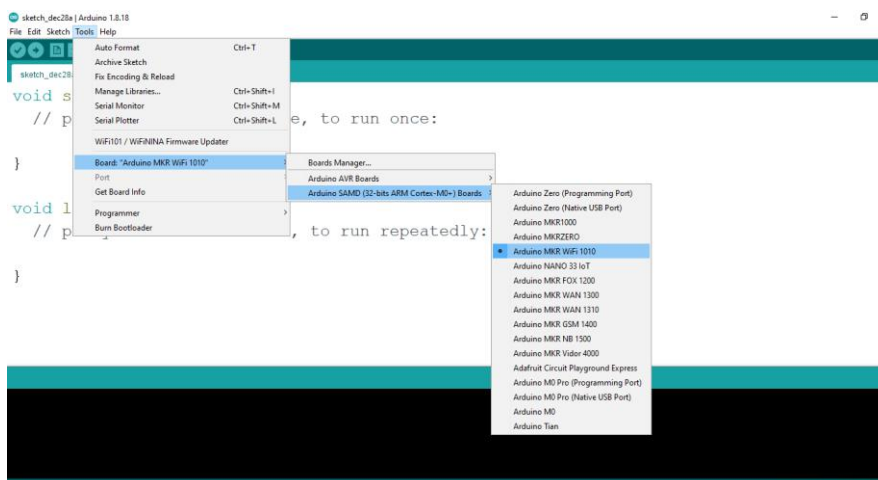 sketch_dec28a | Arduino 1.8.18
File Edit Sketch Tools Help
sketch_dec28
Auto Format Ctrl+T
Archive Sketch
Fix Encoding & Reload
Manage Libraries... Ctrl+Shift+I
Serial Monitor Ctrl+Shift+M
Serial Plotter Ctrl+Shift+L
WiFi101 / WiFiNINA Firmware Updater
Board: "Arduino MKR WiFi 1010"
Port
Get Board Info
Programmer
Burn Bootloader
Boards Manager...
Arduino AVR Boards
Arduino SAMD (32-bits ARM Cortex-M0+) Boards
Arduino Zero (Programming Port)
Arduino Zero (Native USB Port)
Arduino MKR1000
Arduino MKRZERO
Arduino MKR WiFi 1010
Arduino NANO 33 IoT
Arduino MKR FOX 1200
Arduino MKR WAN 1300
Arduino MKR WAN 1310
Arduino MKR GSM 1400
Arduino MKR NB 1500
Arduino MKR Vidor 4000
Adafruit Circuit Playground Express
Arduino M0 Pro (Programming Port)
Arduino M0 Pro (Native USB Port)
Arduino M0
Arduino Tian
void s
// p e, to run once:
}
void l
// p , to run repeatedly:
}